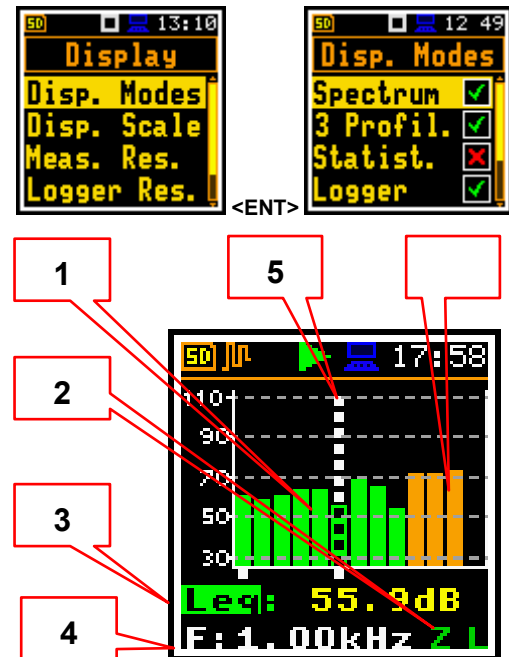 SD 13:10
Display
Disp. Modes
Disp. Scale
Meas. Res.
Logger Res.
<ENT>
SD 12 49
Disp. Modes
Spectrum
3 Profil.
Statist.
Logger
1
5
2
3
4
SD 17:58
110
90
70
50
30
Leq: 55.9dB
F:1.00kHz Z L